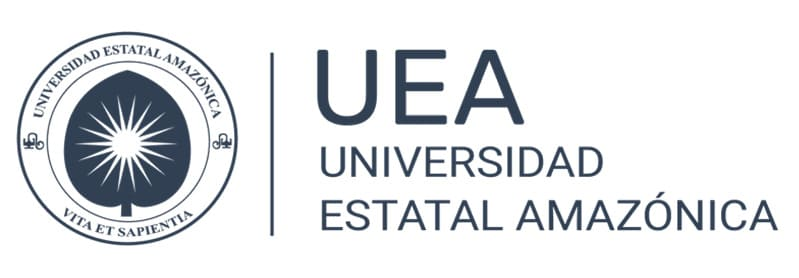 UNIVERSIDAD ESTATAL AMAZÓNICA
VITA ET SAPIENTIA
UEA
UNIVERSIDAD
ESTATAL AMAZÓNICA